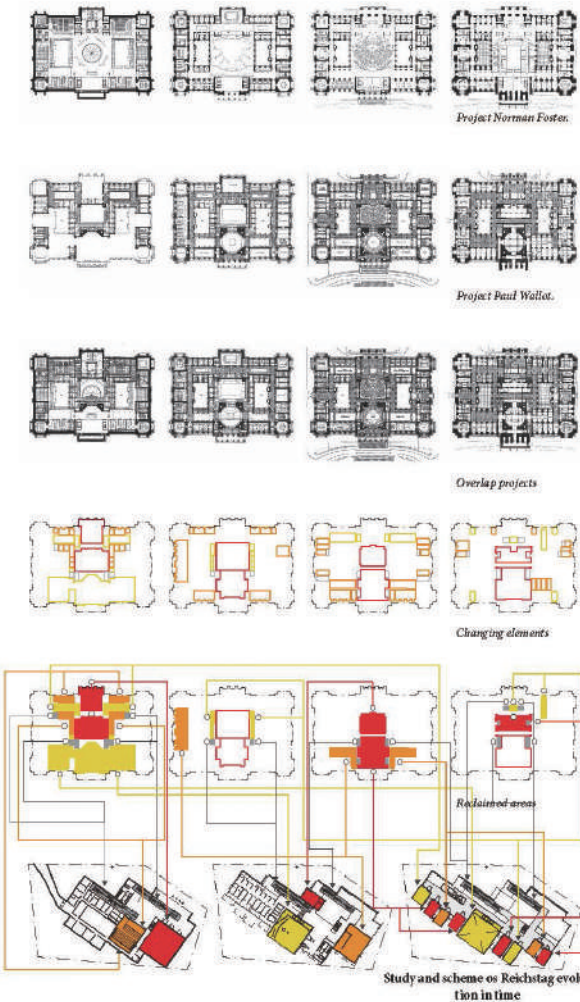 Project Norman Foster.
Project Paul Wallot.
Overlap projects
Changing elements
Reclaimed areas
Study and scheme os Reichstag evolu
tion in time